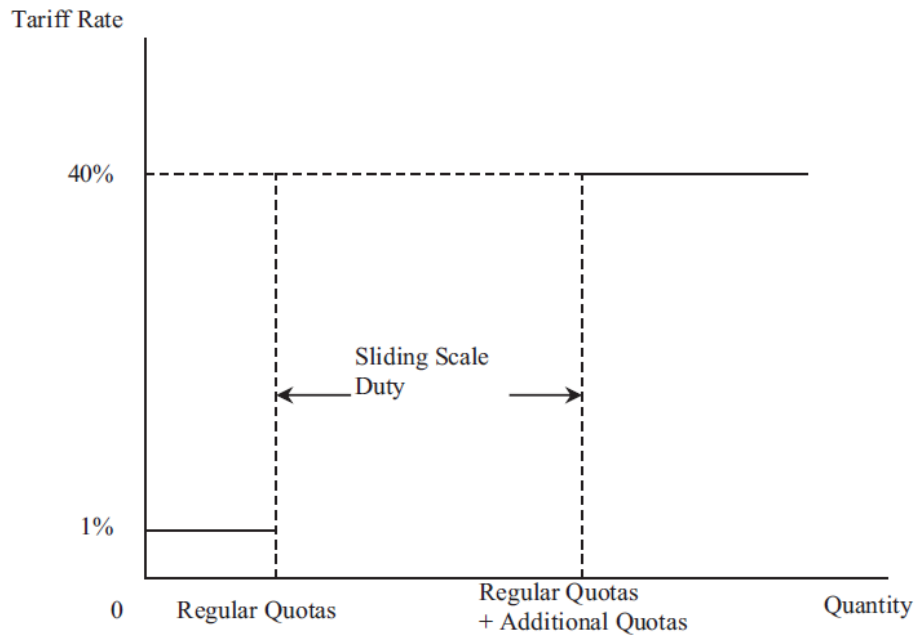 Tariff Rate
40%
Sliding Scale
Duty
1%
0
Regular Quotas
Regular Quotas
+ Additional Quotas
Quantity